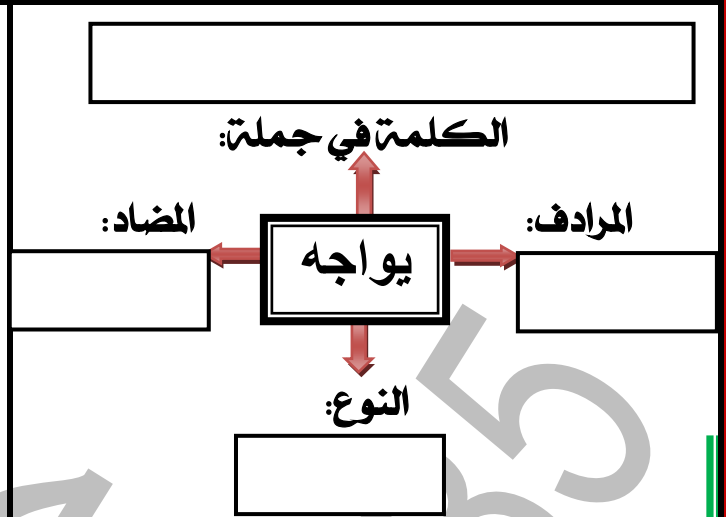 الكلمة في جملة:
المرادف:
المضاد:
يواجه
النوع: